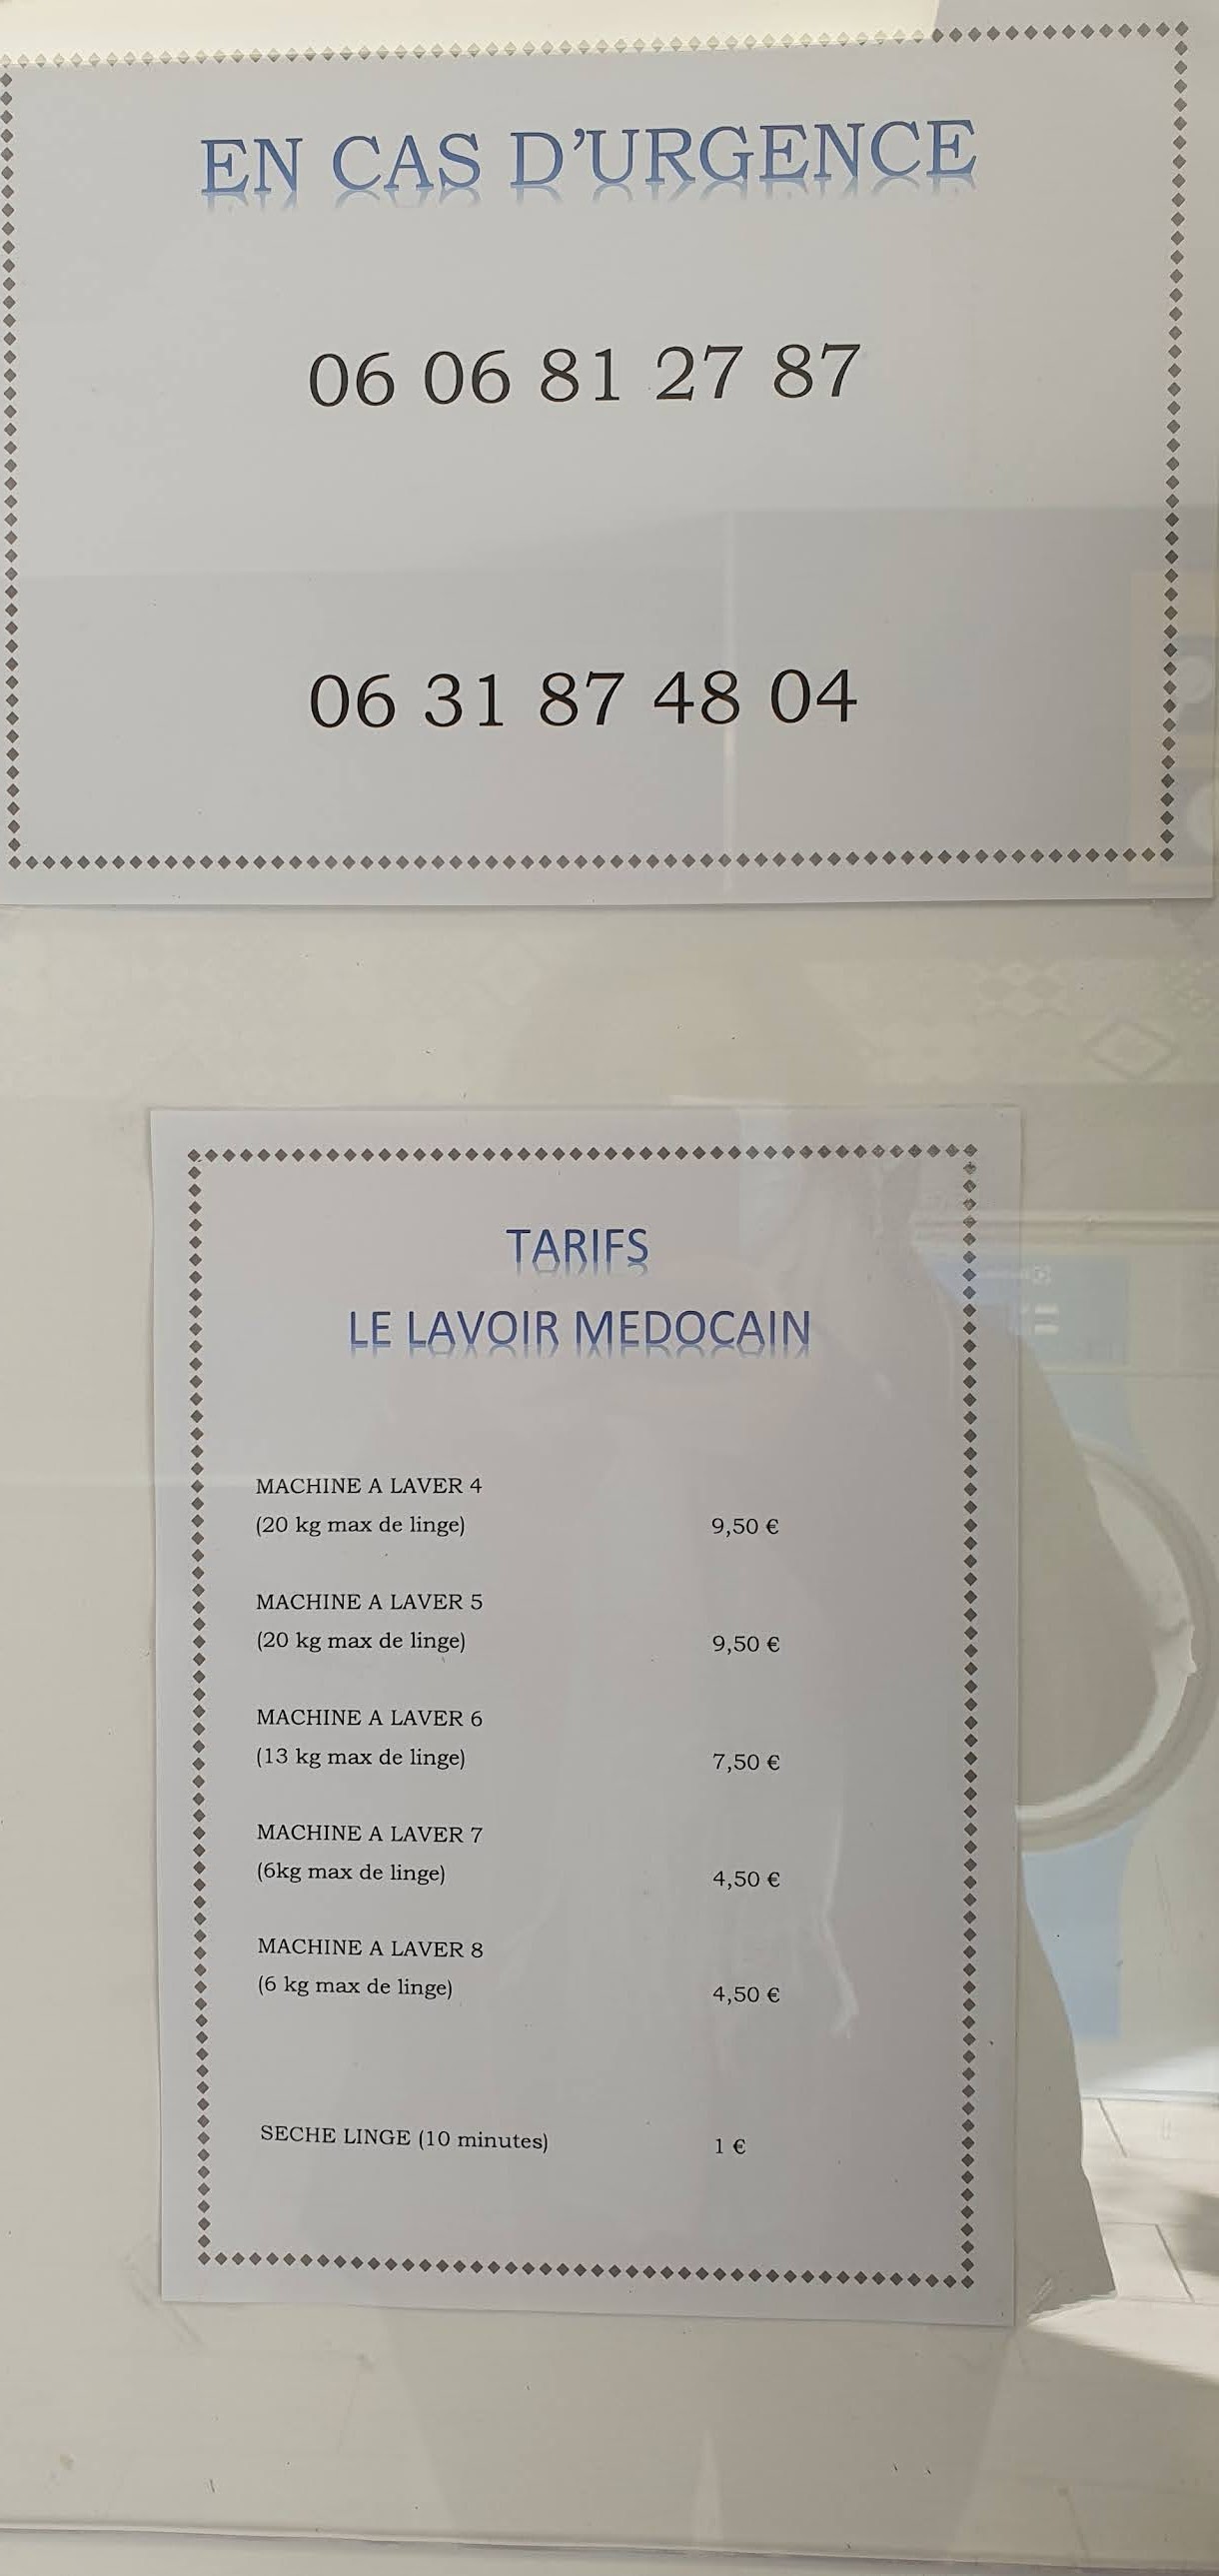 EN CAS D'URGENCE
06 06 81 27 87
06 31 87 48 04
TARIFS
LE LAVOIR MEDOCAIN
MACHINE A LAVER 4
(20 kg max de linge) 9,50 €
MACHINE A LAVER 5
(20 kg max de linge) 9,50 €
MACHINE A LAVER 6
(13 kg max de linge) 7,50 €
MACHINE A LAVER 7
(6kg max de linge) 4,50 €
MACHINE A LAVER 8
(6 kg max de linge) 4,50 €
SECHE LINGE (10 minutes) 1 €